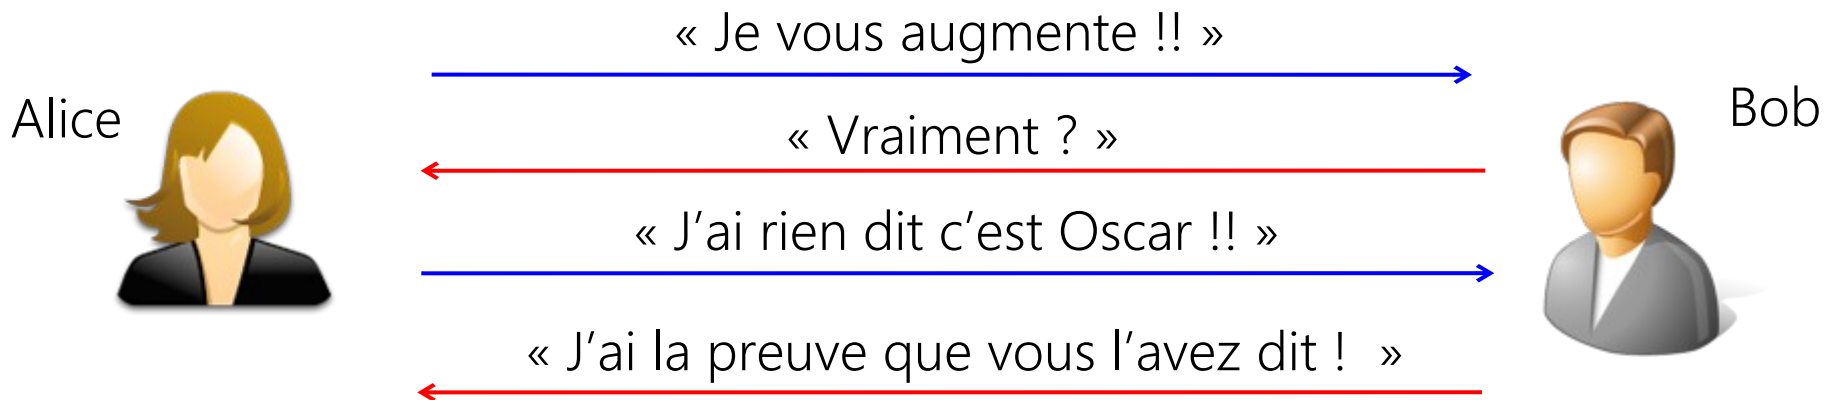 « Je vous augmente !! »
Alice
Bob
« Vraiment ? »
« J’ai rien dit c’est Oscar !! »
« J’ai la preuve que vous l’avez dit !  »